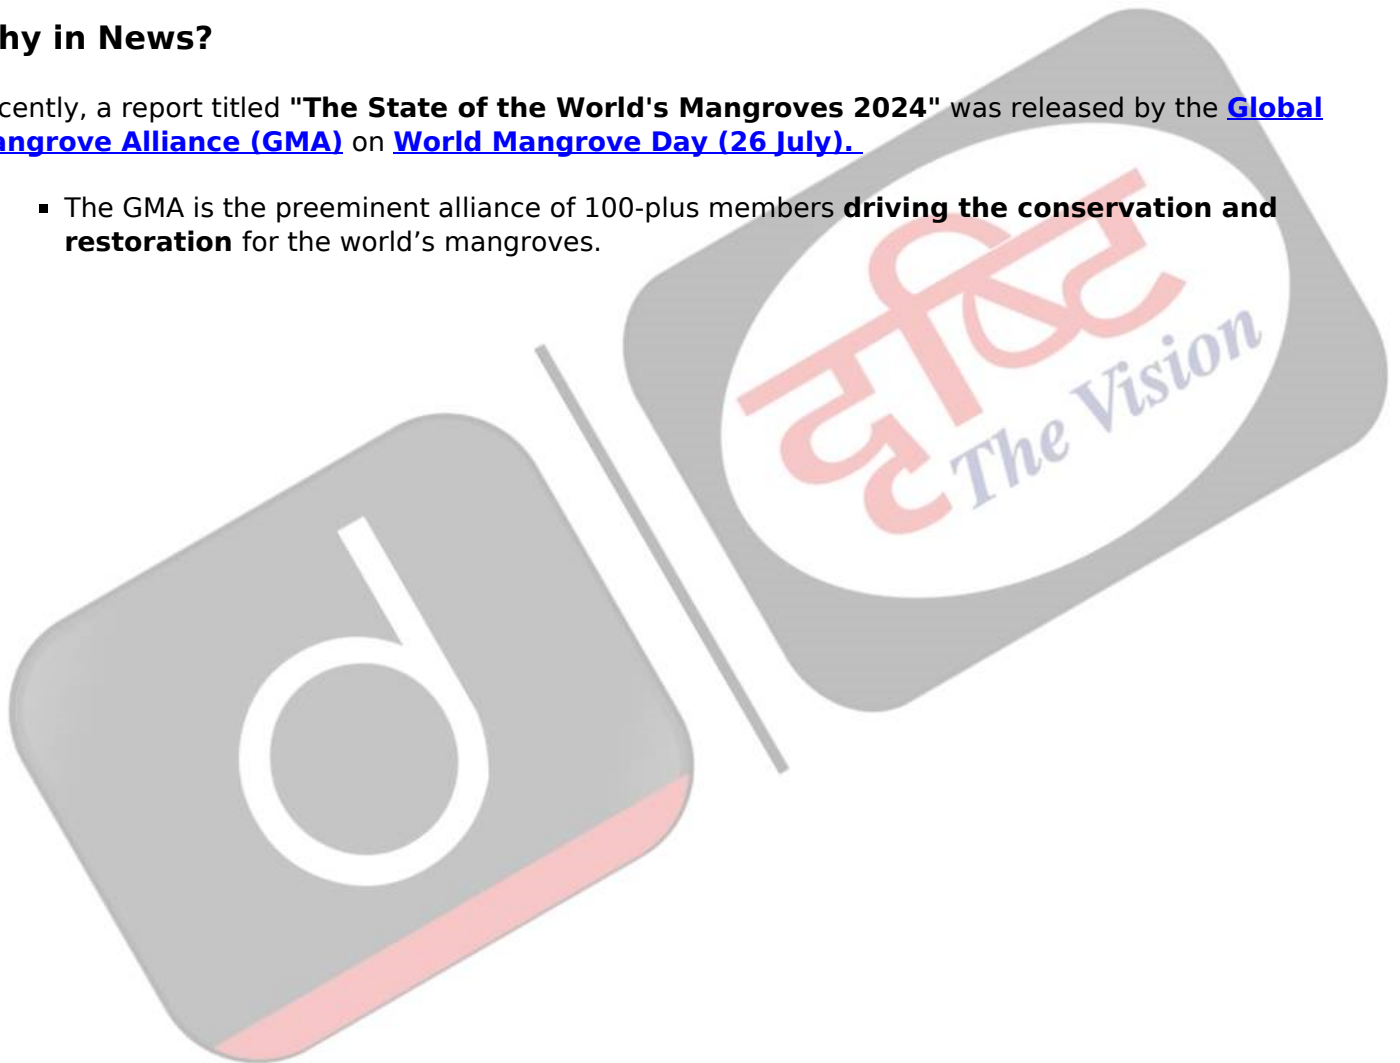 hy in News?
cently, a report titled "The State of the World's Mangroves 2024" was released by the Global
angrove Alliance (GMA) on World Mangrove Day (26 July).
▪ The GMA is the preeminent alliance of 100-plus members driving the conservation and
restoration for the world’s mangroves.
दृष्टि
The Vision
d